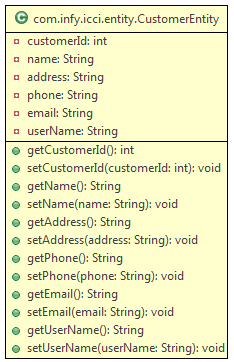 C com.infy.icci.entity.CustomerEntity
customerId: int
name: String
address: String
phone: String
email: String
userName: String
getCustomerId(): int
setCustomerId(customerId: int): void
getName(): String
setName(name: String): void
getAddress(): String
setAddress(address: String): void
getPhone(): String
setPhone(phone: String): void
getEmail(): String
setEmail(email: String): void
getUserName(): String
setUserName(userName: String): void